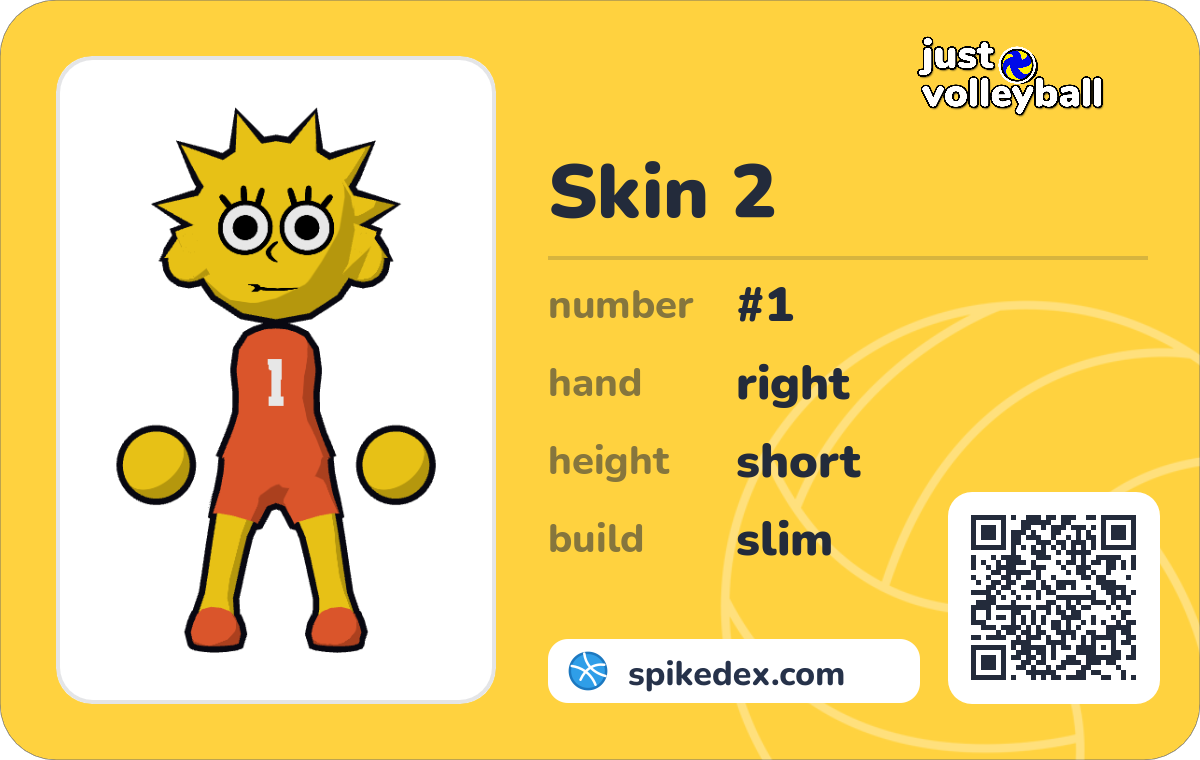 just
volleyball
Skin 2
number #1
hand right
height short
build slim
1
spikedex.com